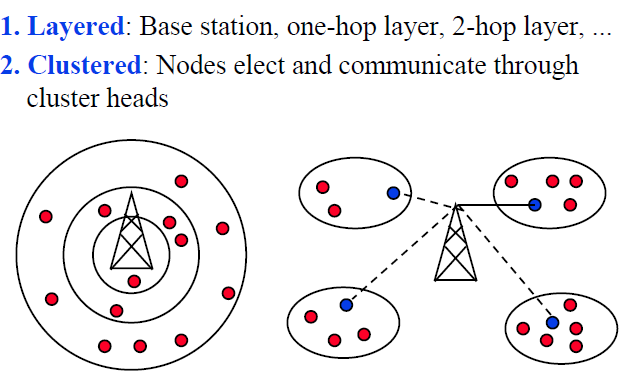 1. Layered: Base station, one-hop layer, 2-hop layer, ...
2. Clustered: Nodes elect and communicate through
cluster heads